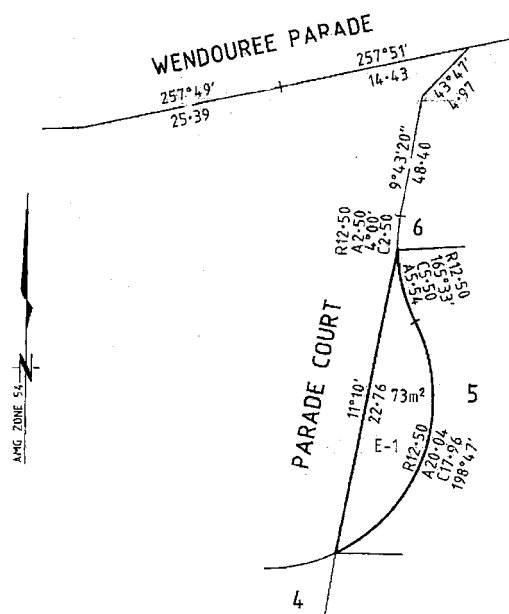 WENDOUREE PARADE
257°49'
25·39
257°51'
14·43
43°47'
4·97
9°43'20"
48·40
R12·50
A2·50
4°00'
C2·50
6
R12·50
165°33'
C5·50
A5·54
PARADE COURT
11°10'
22·76
73m²
E-1
5
R12·50
A20·04
C17·96
198°47'
AMG ZONE 54
4